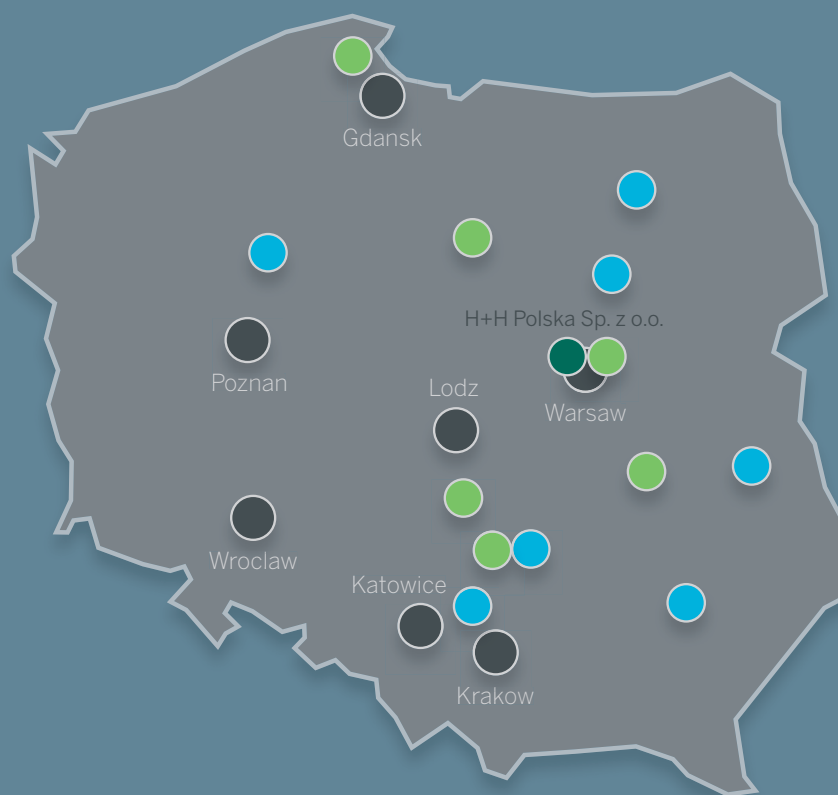 Gdansk
H+H Polska Sp. z o.o.
Poznan
Lodz
Warsaw
Wroclaw
Katowice
Krakow